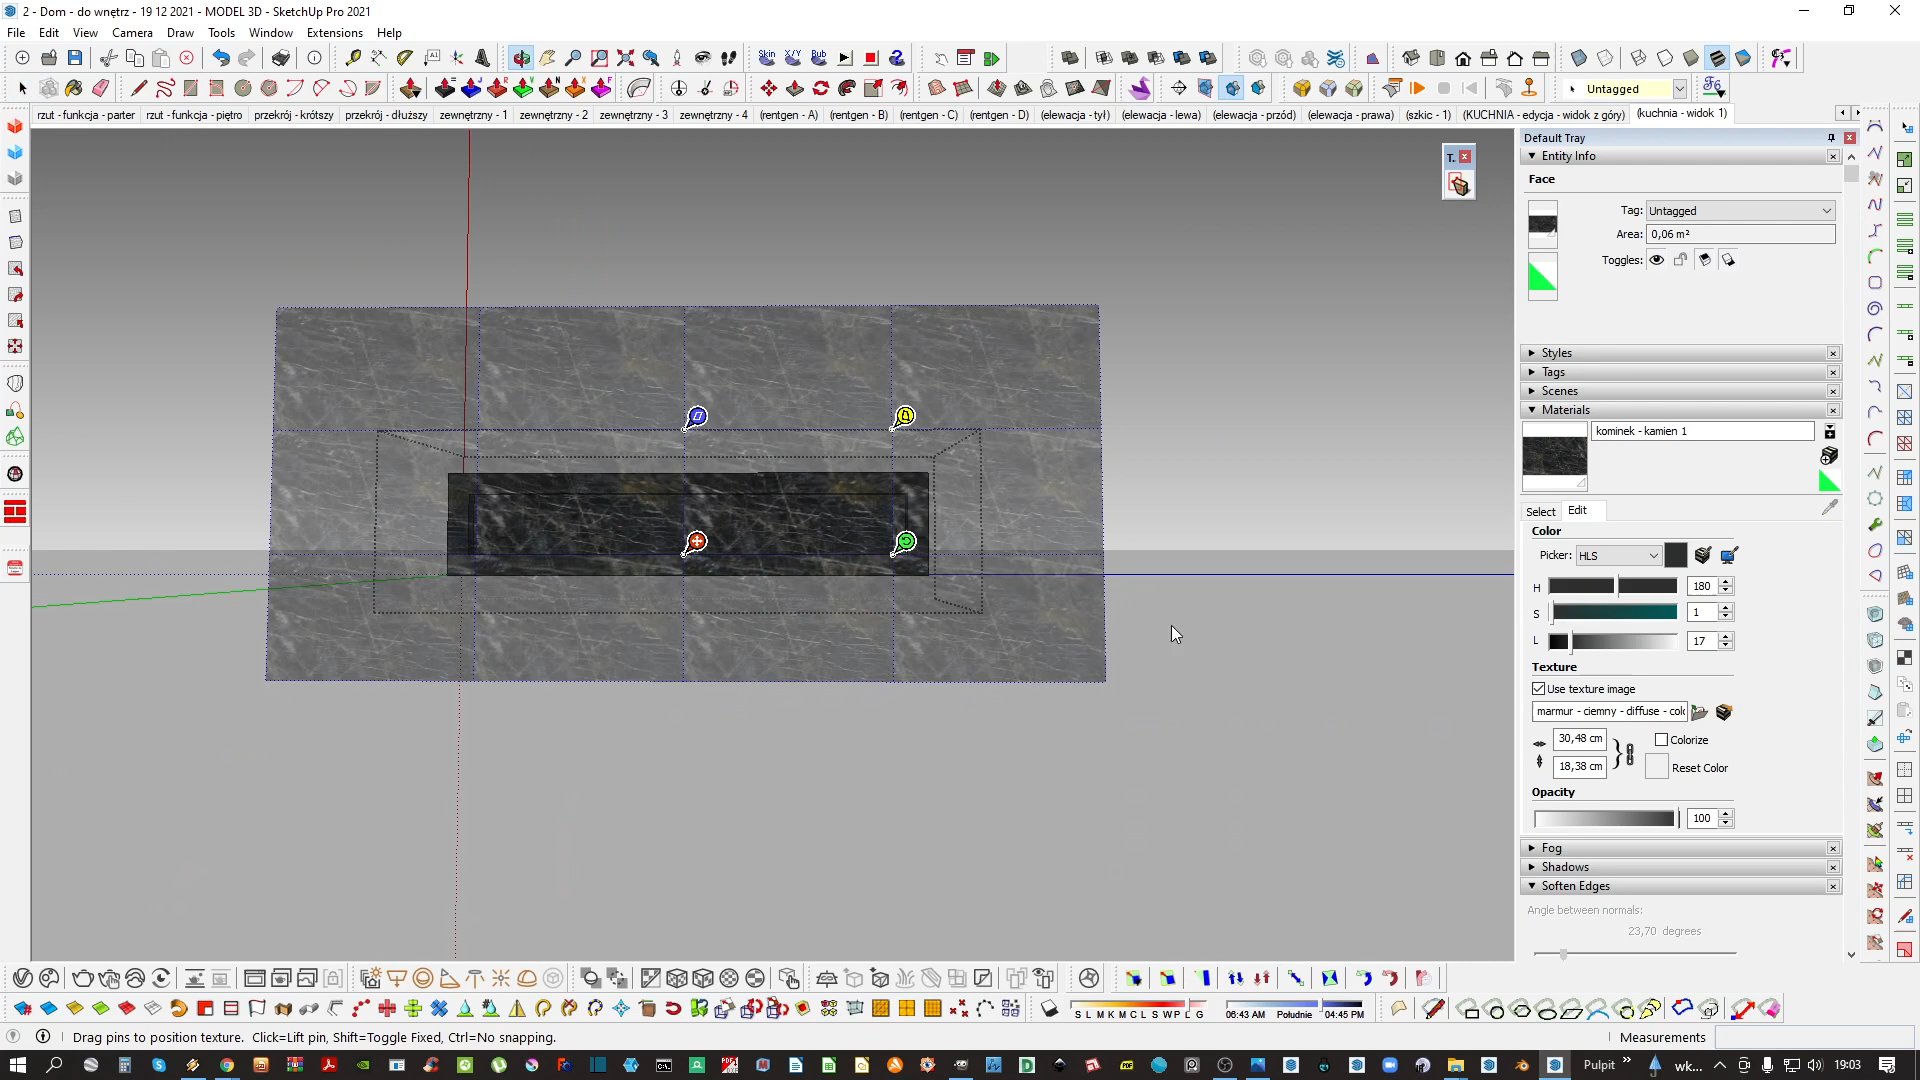 2 - Dom - do wnętrz - 19 12 2021 - MODEL 3D - SketchUp Pro 2021
File Edit View Camera Draw Tools Window Extensions Help
Skin X/Y Bub
Untagged
rzut - funkcja - parter rzut - funkcja - piętro przekrój - krótszy przekrój - dłuższy zewnętrzny - 1 zewnętrzny - 2 zewnętrzny - 3 zewnętrzny - 4 (rentgen - A) (rentgen - B) (rentgen - C) (rentgen - D) (elewacja - tył) (elewacja - lewa) (elewacja - przód) (elewacja - prawa) (szkic - 1) (KUCHNIA - edycja - widok z góry) (kuchnia - widok 1)
T.
Default Tray
Entity Info
Face
Tag: Untagged
Area: 0,06 m²
Toggles:
Styles
Tags
Scenes
Materials
kominek - kamien 1
Select Edit
Color
Picker: HLS
H 180
S 1
L 17
Texture
Use texture image
marmur - ciemny - diffuse - col
30,48 cm Colorize
18,38 cm Reset Color
Opacity
100
Fog
Shadows
Soften Edges
Angle between normals:
23,70 degrees
06:43 AM Południe 04:45 PM
Drag pins to position texture. Click=Lift pin, Shift=Toggle Fixed, Ctrl=No snapping.
Measurements
Pulpit » wk... 19:03